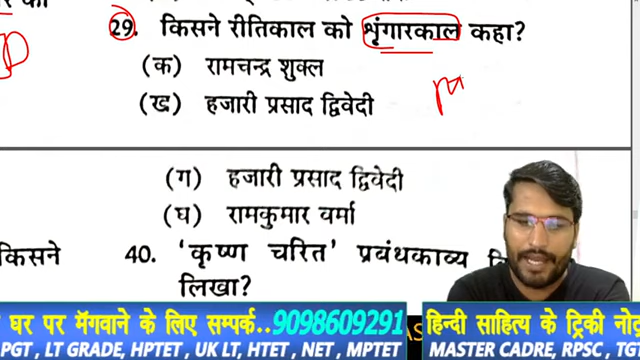 29. किसने रीतिकाल को शृंगारकाल कहा?
(क) रामचन्द्र शुक्ल
(ख) हजारी प्रसाद द्विवेदी
(ग) हजारी प्रसाद द्विवेदी
(घ) रामकुमार वर्मा
किसने
40. 'कृष्ण चरित' प्रबंधकाव्य
लिखा?
घर पर मॅगवाने के लिए सम्पर्क..9098609291
PGT, LT GRADE, HPTET, UK LT, HTET, NET, MPTET
हिन्दी साहित्य के ट्रिकी नोट
MASTER CADRE, RPSC, TG